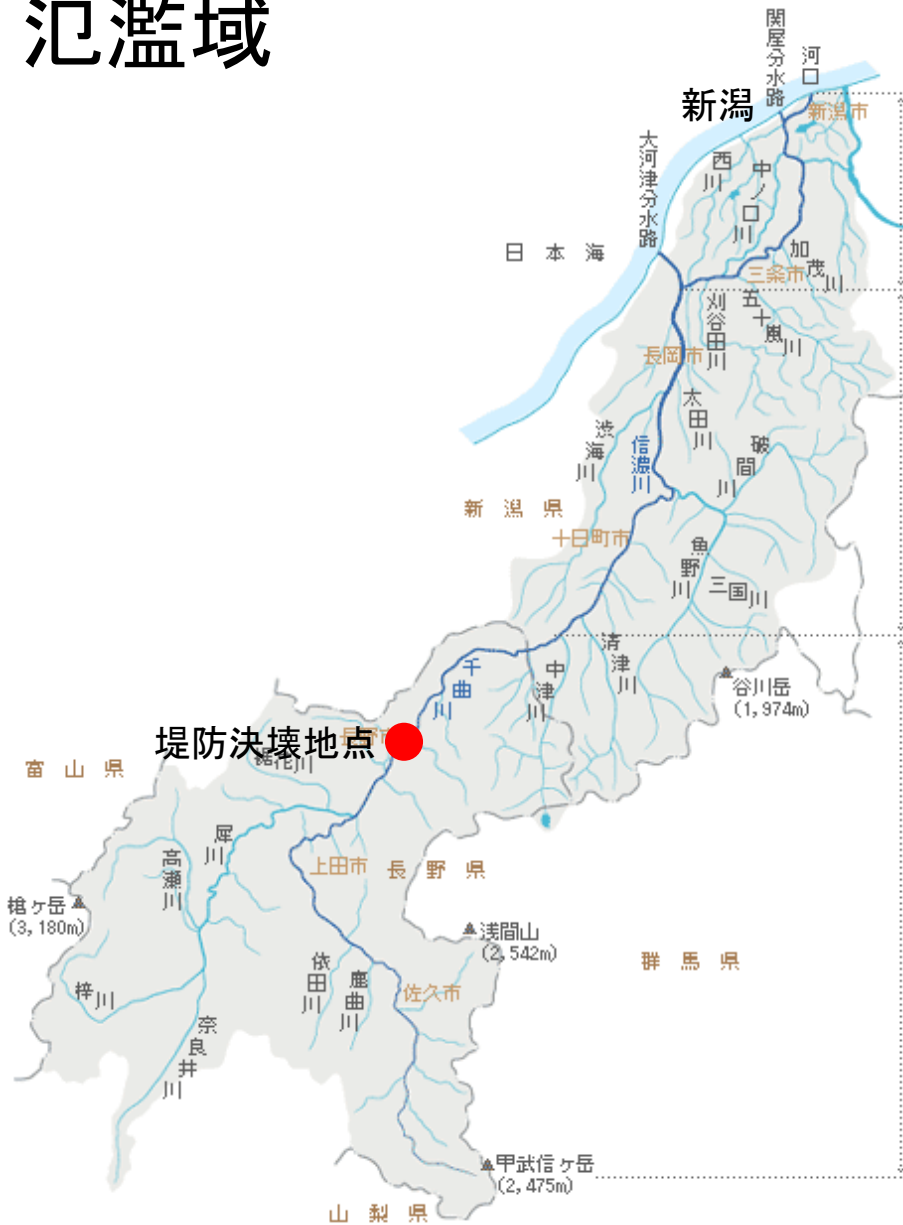 氾濫域
関屋分水路
河口
新潟
新潟市
大河津分水路
西川
中ノ口川
日本海
加茂川
三条市
刈谷田川
五十嵐川
長岡市
太田川
渋海川
信濃川
破間川
新潟県
十日町市
魚野川
三国川
清津川
中津川
千曲川
谷川岳
(1,974m)
堤防決壊地点
長野市
裾花川
富山県
犀川
高瀬川
上田市
長野県
槍ヶ岳
(3,180m)
浅間山
(2,542m)
群馬県
依田川
鹿曲川
佐久市
梓川
奈良井川
甲武信ヶ岳
(2,475m)
山梨県